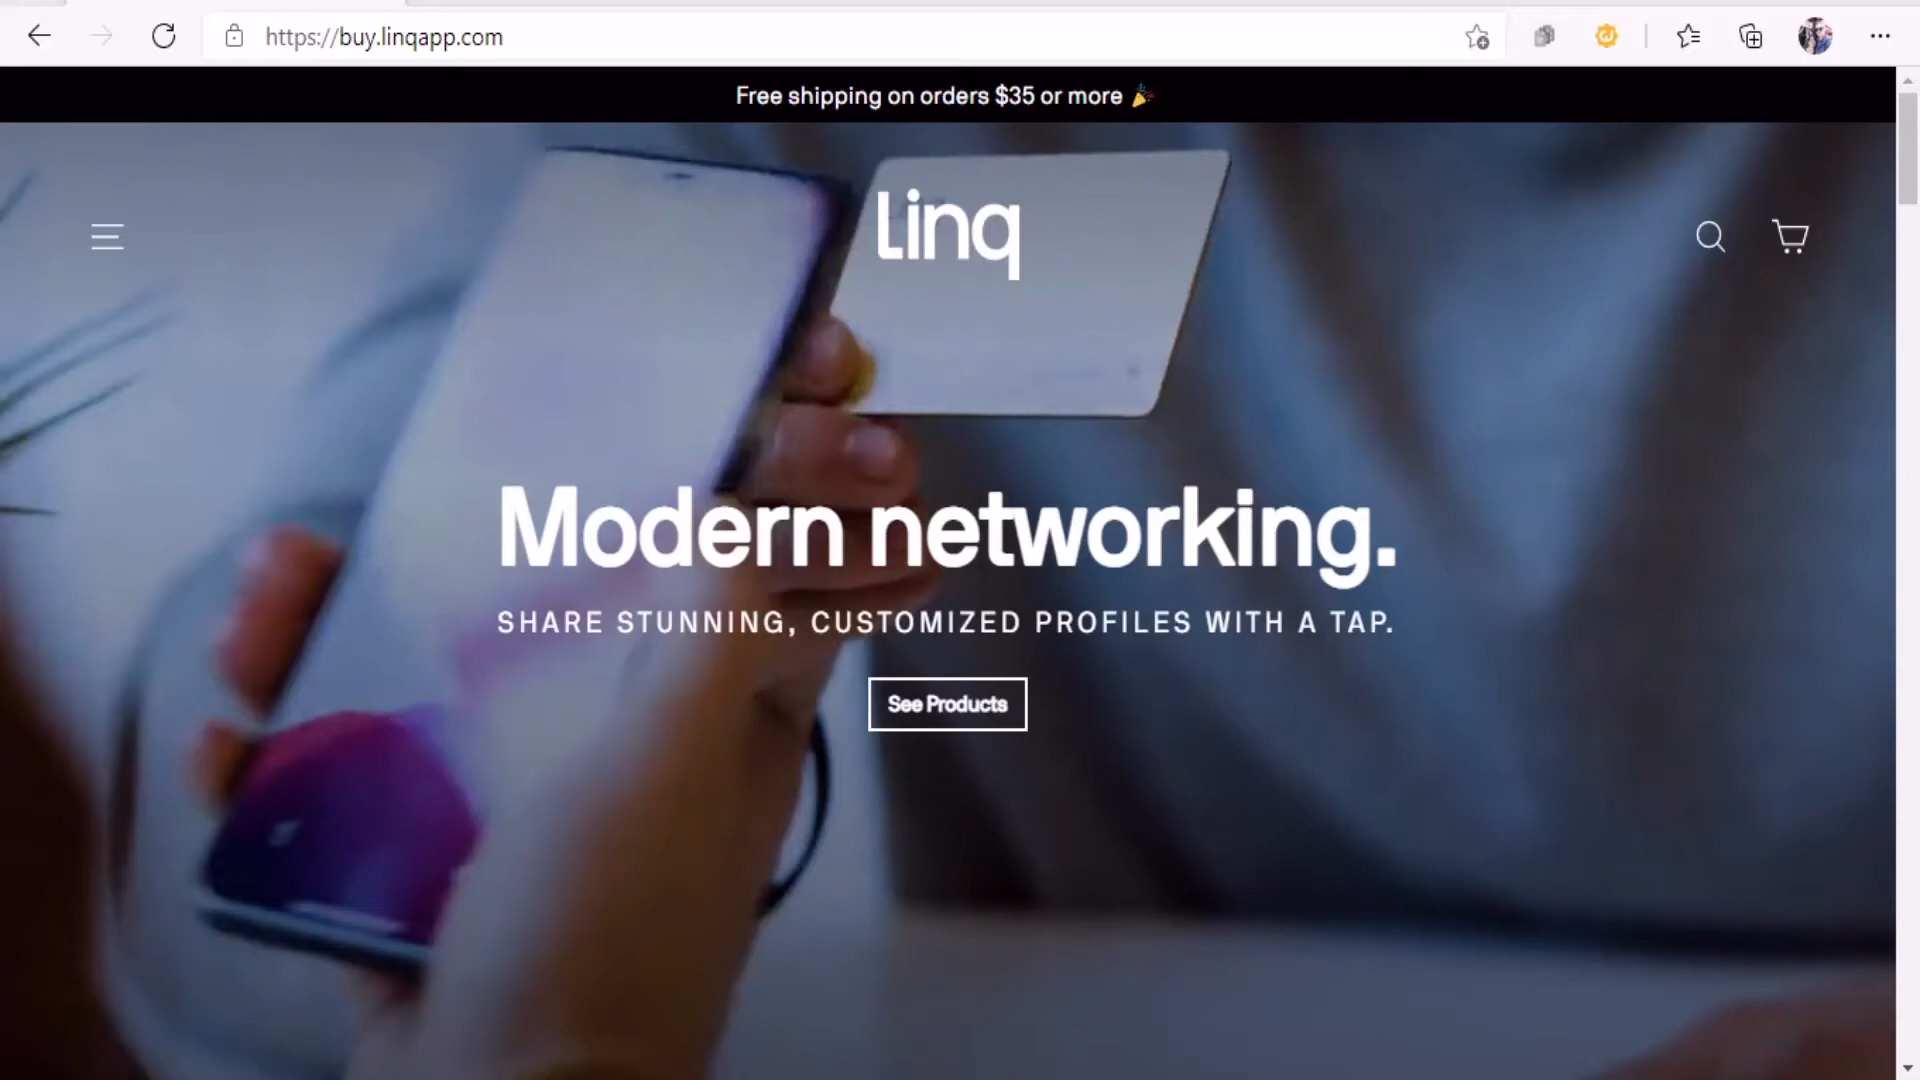 https://buy.linqapp.com
Free shipping on orders $35 or more 🎉
Linq
Modern networking.
SHARE STUNNING, CUSTOMIZED PROFILES WITH A TAP.
See Products